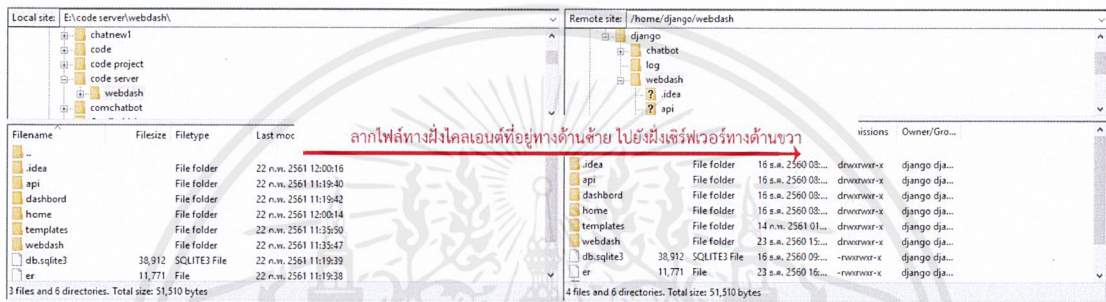 Local site: E:\code server\webdash\
chatnew1
code
code project
code server
webdash
comchatbot
Filename Filesize Filetype Last moc
..
.idea File folder 22 ก.พ. 2561 12:00:16
api File folder 22 ก.พ. 2561 11:19:40
dashbord File folder 22 ก.พ. 2561 11:19:42
home File folder 22 ก.พ. 2561 12:00:14
templates File folder 22 ก.พ. 2561 11:35:50
webdash File folder 22 ก.พ. 2561 11:35:47
db.sqlite3 38,912 SQLITE3 File 22 ก.พ. 2561 11:19:39
er 11,771 File 22 ก.พ. 2561 11:19:38
3 files and 6 directories. Total size: 51,510 bytes
ลากไฟล์ทางฝั่งไคลเอนต์ที่อยู่ทางด้านซ้าย ไปยังฝั่งเซิร์ฟเวอร์ทางด้านขวา
Remote site: /home/django/webdash
django
chatbot
log
webdash
? .idea
? api
issions Owner/Gro...
.idea File folder 16 ธ.ค. 2560 08:... drwxrwxr-x django dja...
api File folder 16 ธ.ค. 2560 08:... drwxrwxr-x django dja...
dashbord File folder 16 ธ.ค. 2560 08:... drwxrwxr-x django dja...
home File folder 16 ธ.ค. 2560 03:... drwxrwxr-x django dja...
templates File folder 14 ก.พ. 2561 01... drwxrwxr-x django dja...
webdash File folder 23 ธ.ค. 2560 15:... drwxrwxr-x django dja...
db.sqlite3 38,912 SQLITE3 File 16 ธ.ค. 2560 09:... -rwxrwxr-x django dja...
er 11,771 File 23 ธ.ค. 2560 16:... -rwxrwxr-x django dja...
4 files and 6 directories. Total size: 51,510 bytes